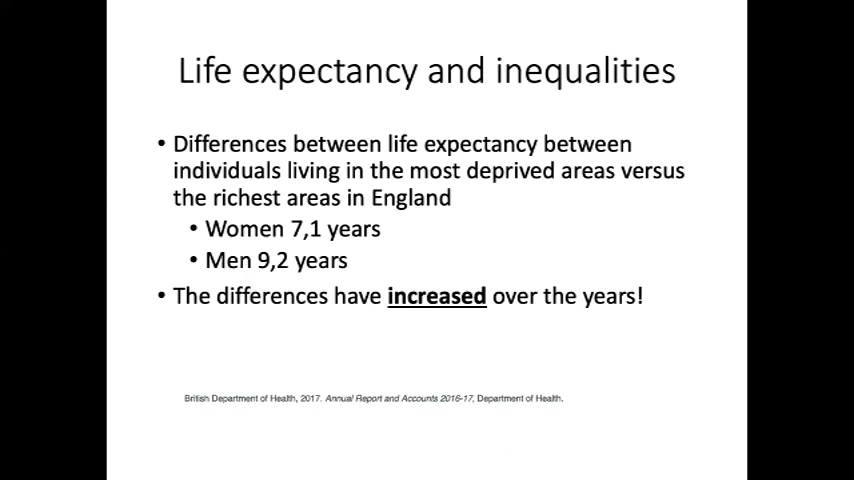 Life expectancy and inequalities
• Differences between life expectancy between
individuals living in the most deprived areas versus
the richest areas in England
• Women 7,1 years
• Men 9,2 years
• The differences have increased over the years!
British Department of Health, 2017. Annual Report and Accounts 2016-17, Department of Health.